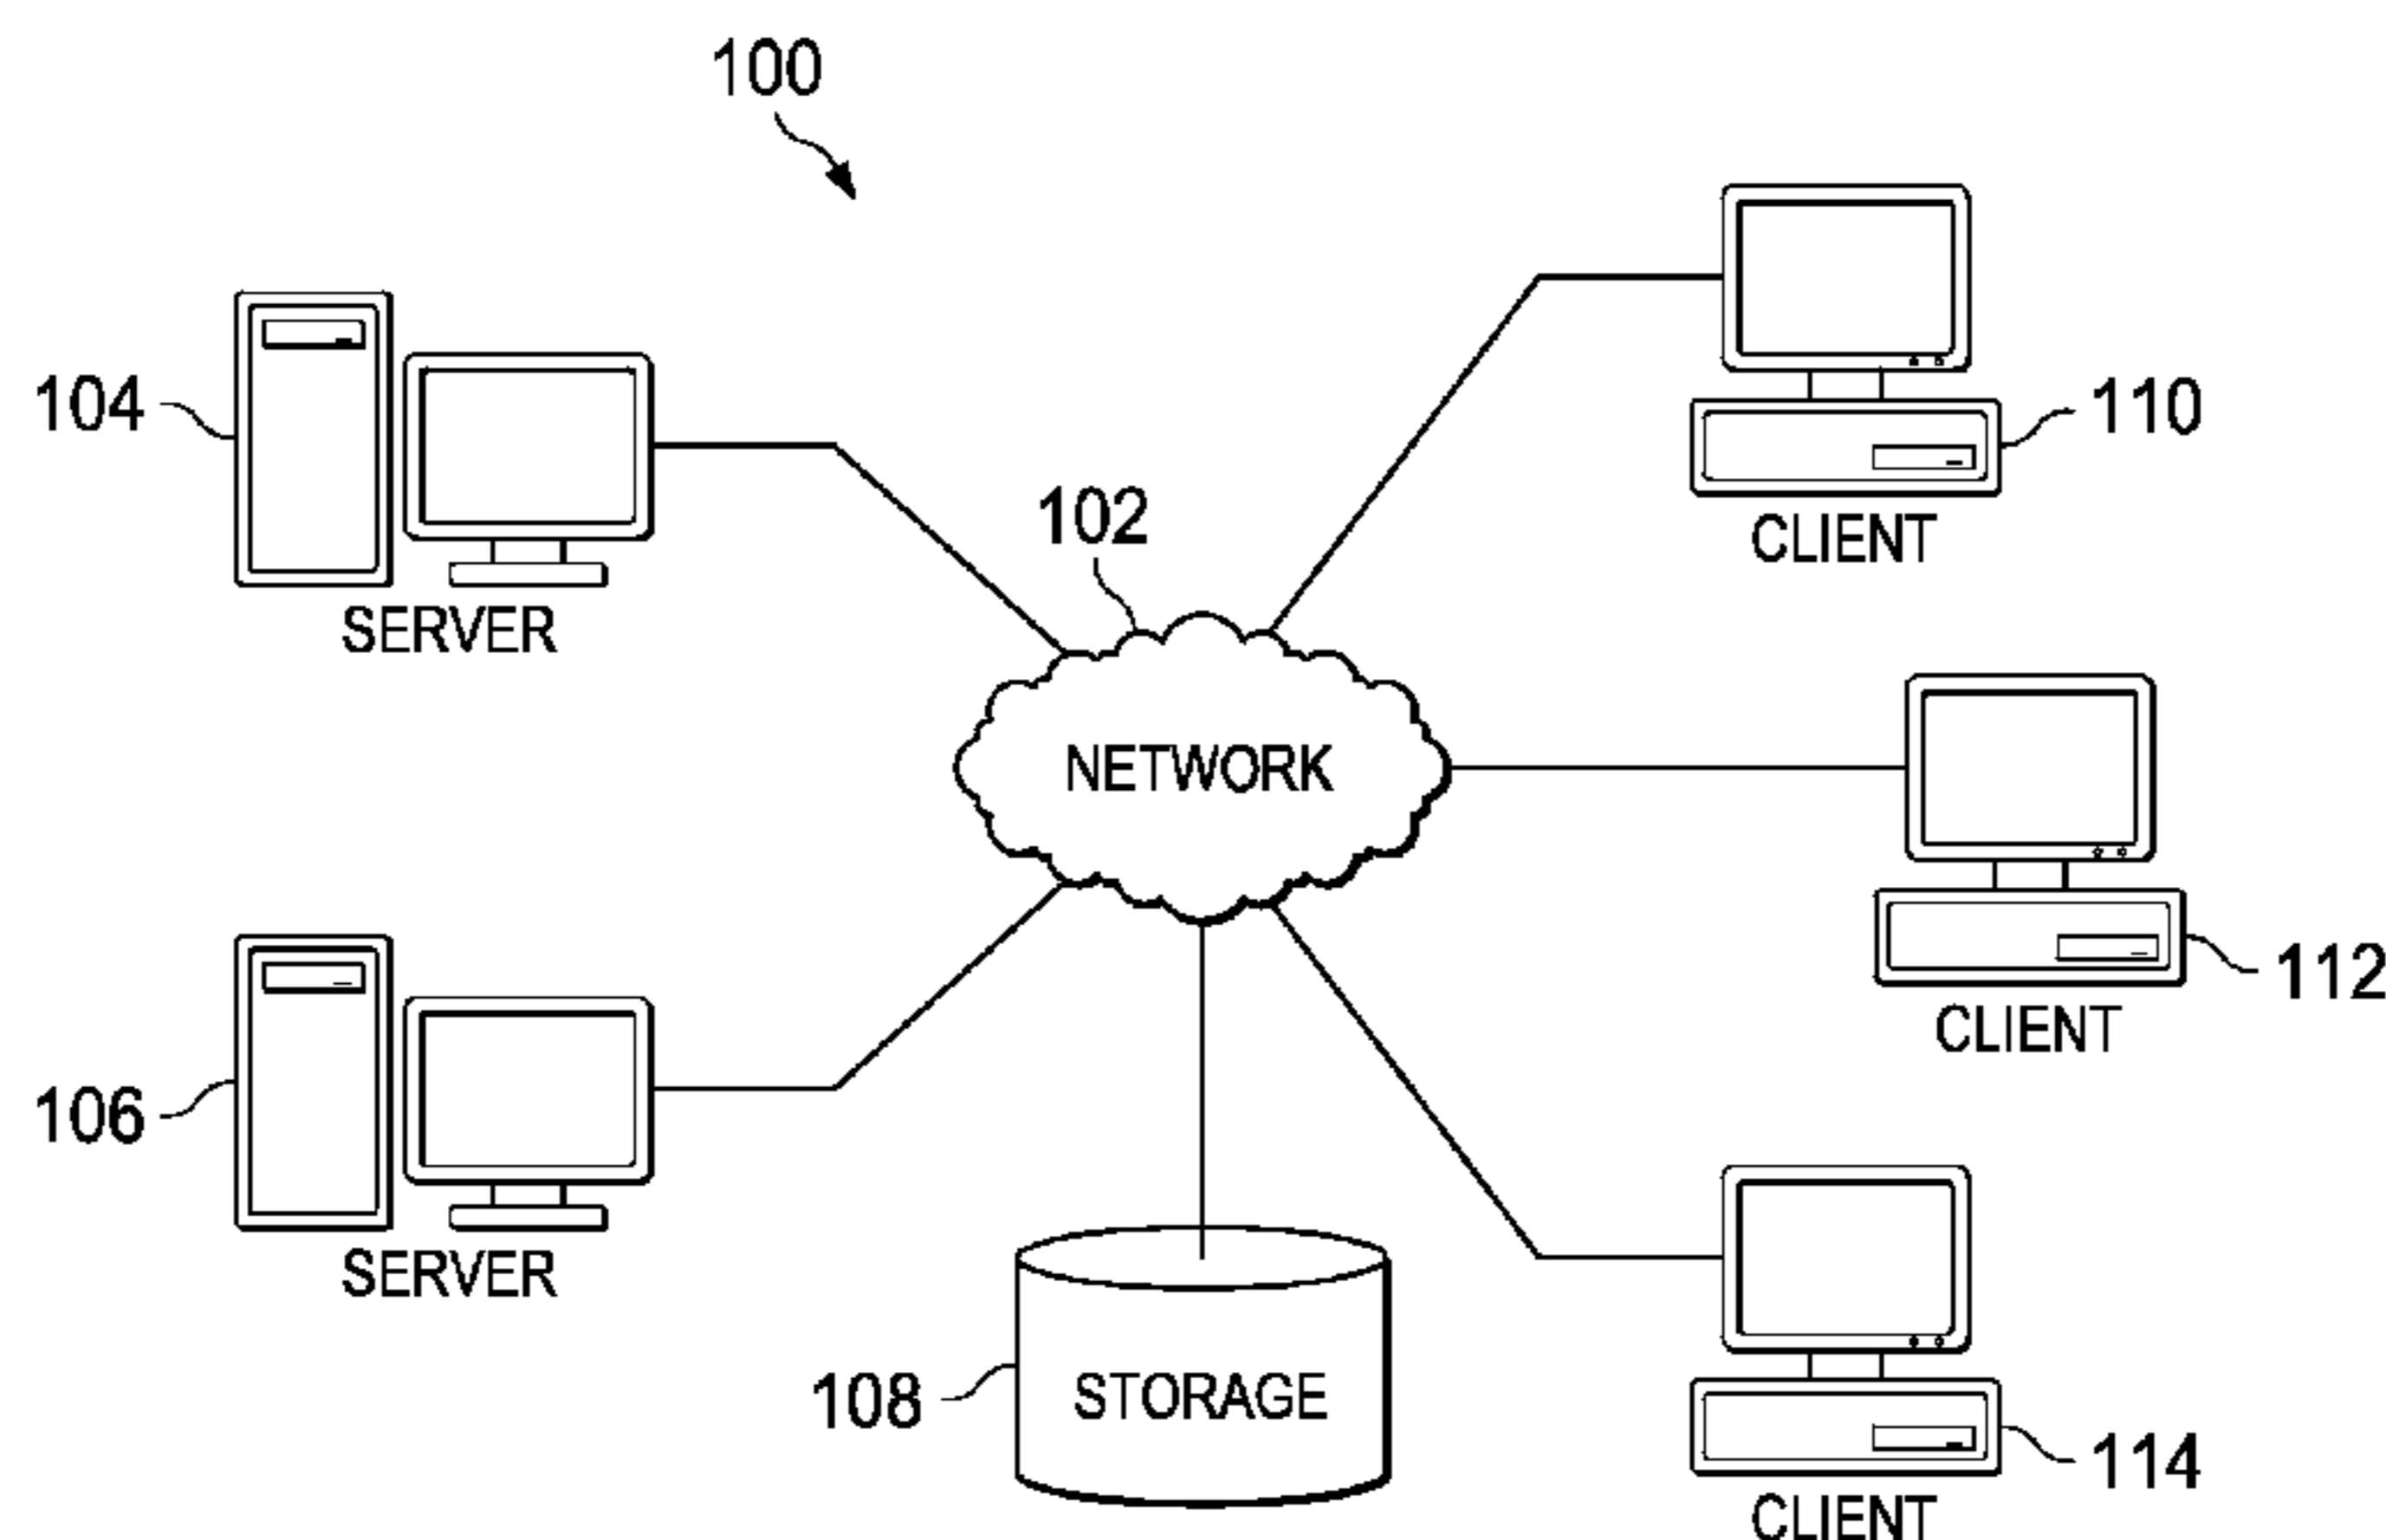 100
104
SERVER
102
110
CLIENT
NETWORK
112
CLIENT
106
SERVER
108
STORAGE
114
CLIENT